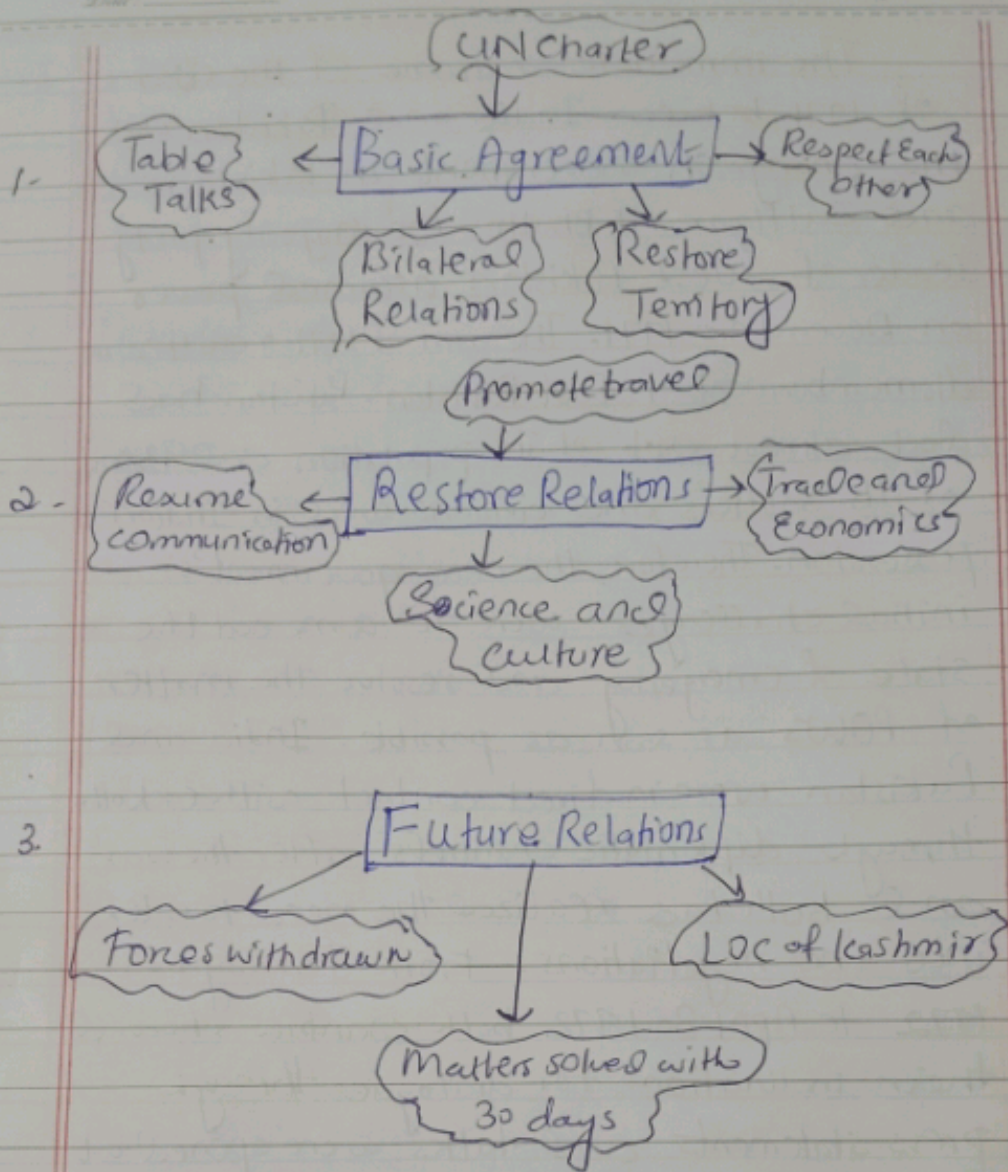 UN Charter
1-
Table
Talks
Basic Agreement
Respect Each
others
Bilateral
Relations
Restore
Territory
Promote travel
2-
Resume
communication
Restore Relations
Trade and
Economics
Science and
culture
3.
Future Relations
Forces withdrawn
LOC of Kashmir
Matters solved with
30 days